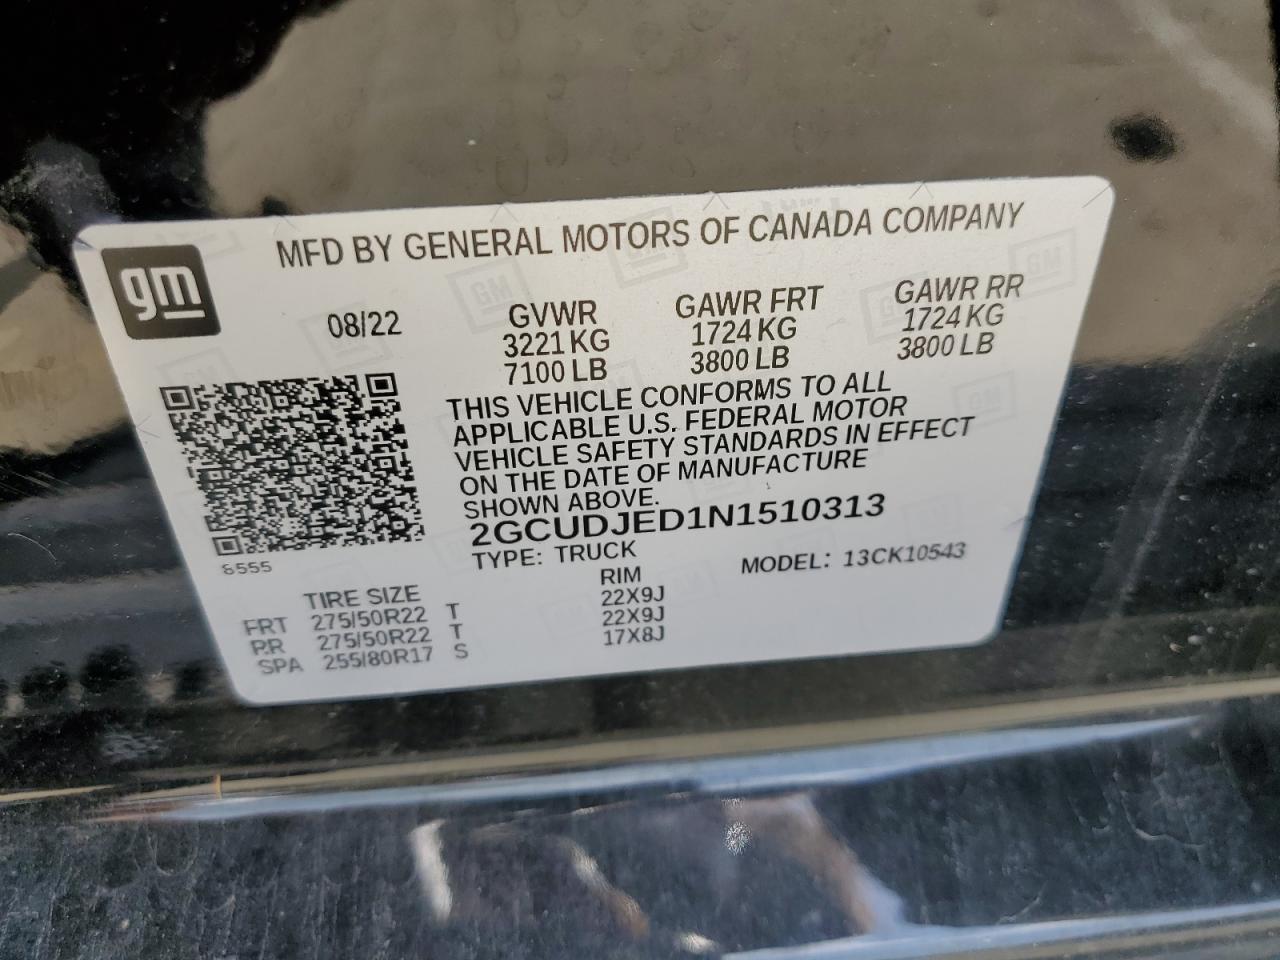 gm
MFD BY GENERAL MOTORS OF CANADA COMPANY
08/22 GVWR GAWR FRT GAWR RR
3221 KG 1724 KG 1724 KG
7100 LB 3800 LB 3800 LB
THIS VEHICLE CONFORMS TO ALL
APPLICABLE U.S. FEDERAL MOTOR
VEHICLE SAFETY STANDARDS IN EFFECT
ON THE DATE OF MANUFACTURE
SHOWN ABOVE.
2GCUDJED1N1510313
TYPE: TRUCK MODEL: 13CK10543
8555
TIRE SIZE RIM
FRT 275/50R22 T 22X9J
RR 275/50R22 T 22X9J
SPA 255/80R17 S 17X8J